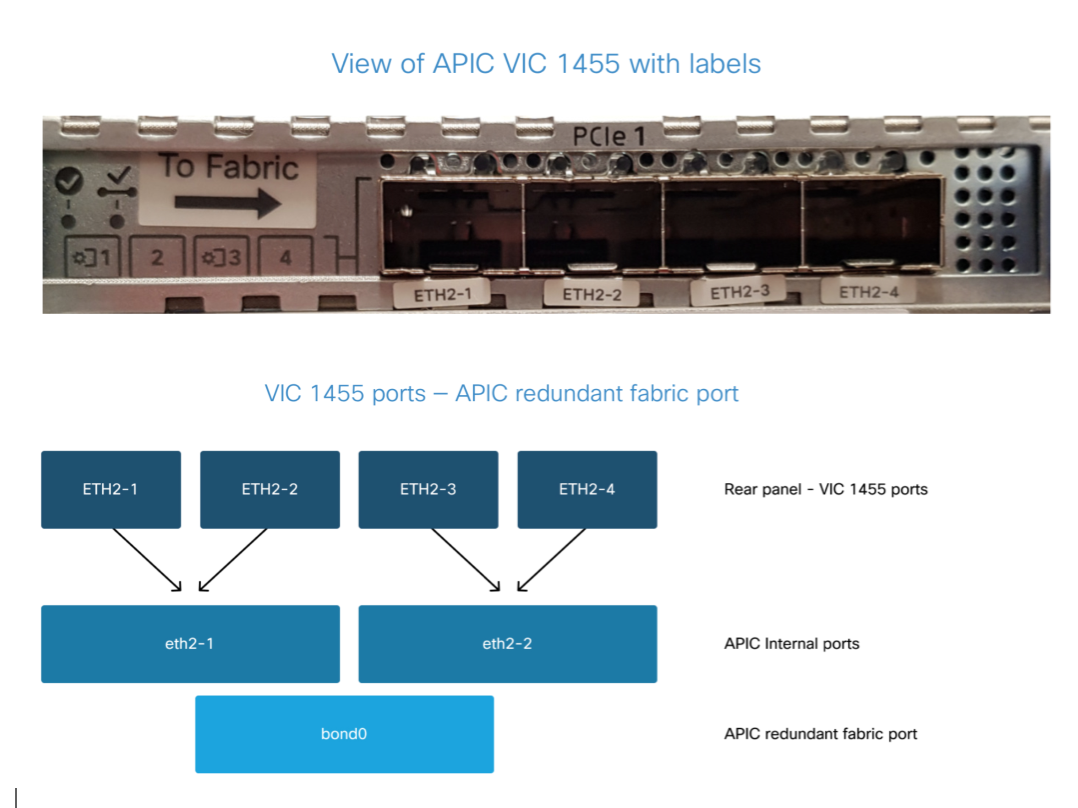 View of APIC VIC 1455 with labels
PCIe 1
To Fabric
1 2 3 4
ETH2-1 ETH2-2 ETH2-3 ETH2-4
VIC 1455 ports – APIC redundant fabric port
ETH2-1 ETH2-2 ETH2-3 ETH2-4 Rear panel - VIC 1455 ports
eth2-1 eth2-2 APIC Internal ports
bond0 APIC redundant fabric port